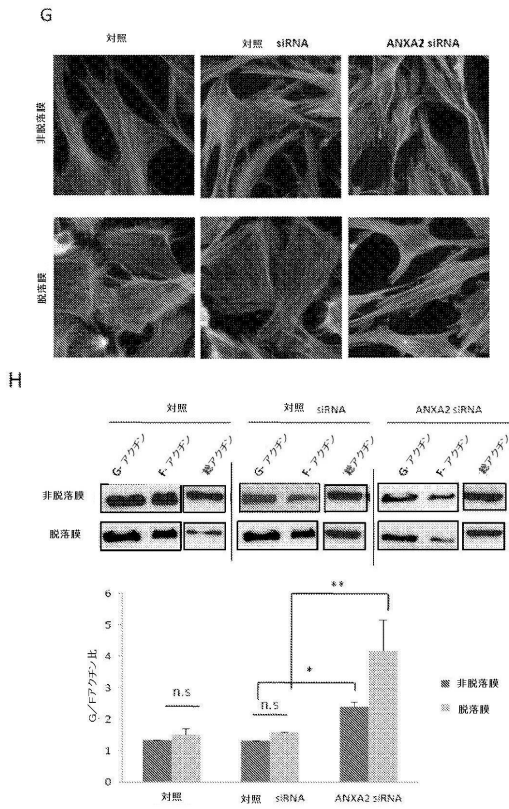 G
対照
対照 siRNA
ANXA2 siRNA
非脱落膜
脱落膜
H
対照
対照 siRNA
ANXA2 siRNA
G-アクチン
F-アクチン
総アクチン
G-アクチン
F-アクチン
総アクチン
G-アクチン
F-アクチン
総アクチン
非脱落膜
脱落膜
G/Fアクチン比
6
5
4
3
2
1
0
n.s
n.s
*
**
非脱落膜
脱落膜
対照
対照 siRNA
ANXA2 siRNA